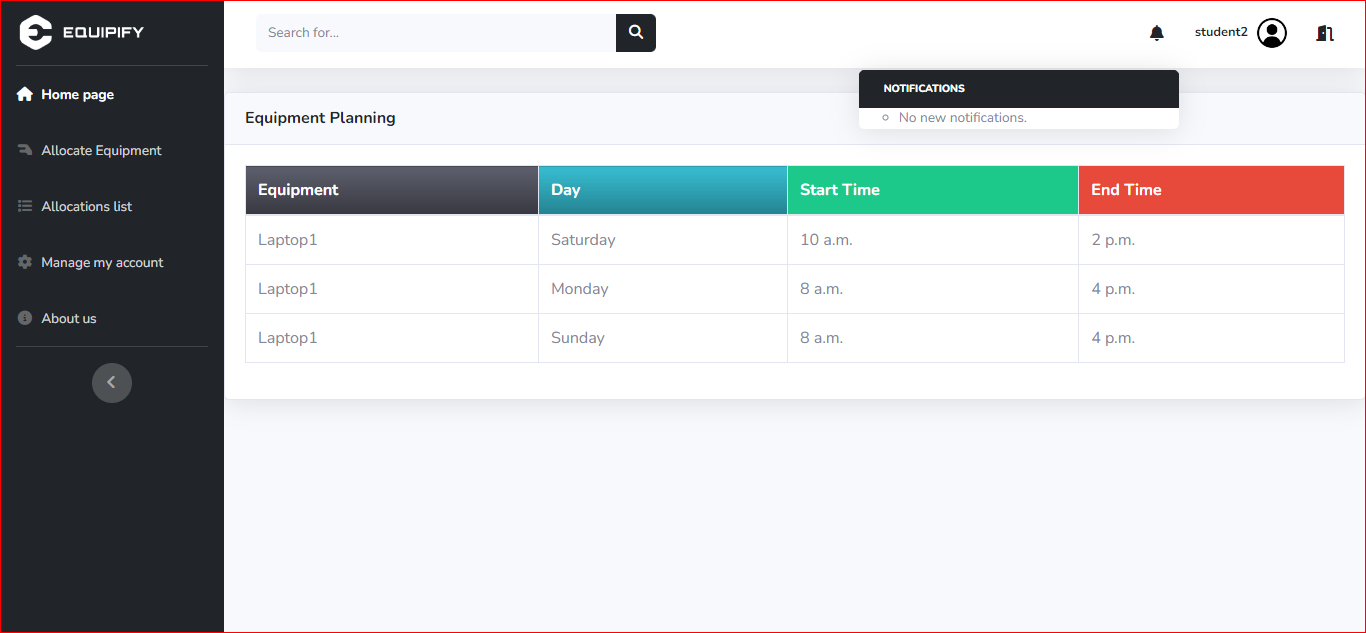 EQUIPIFY
Home page
Allocate Equipment
Allocations list
Manage my account
About us
Search for...
student2
NOTIFICATIONS
No new notifications.
Equipment Planning
Equipment Day Start Time End Time
Laptop1 Saturday 10 a.m. 2 p.m.
Laptop1 Monday 8 a.m. 4 p.m.
Laptop1 Sunday 8 a.m. 4 p.m.